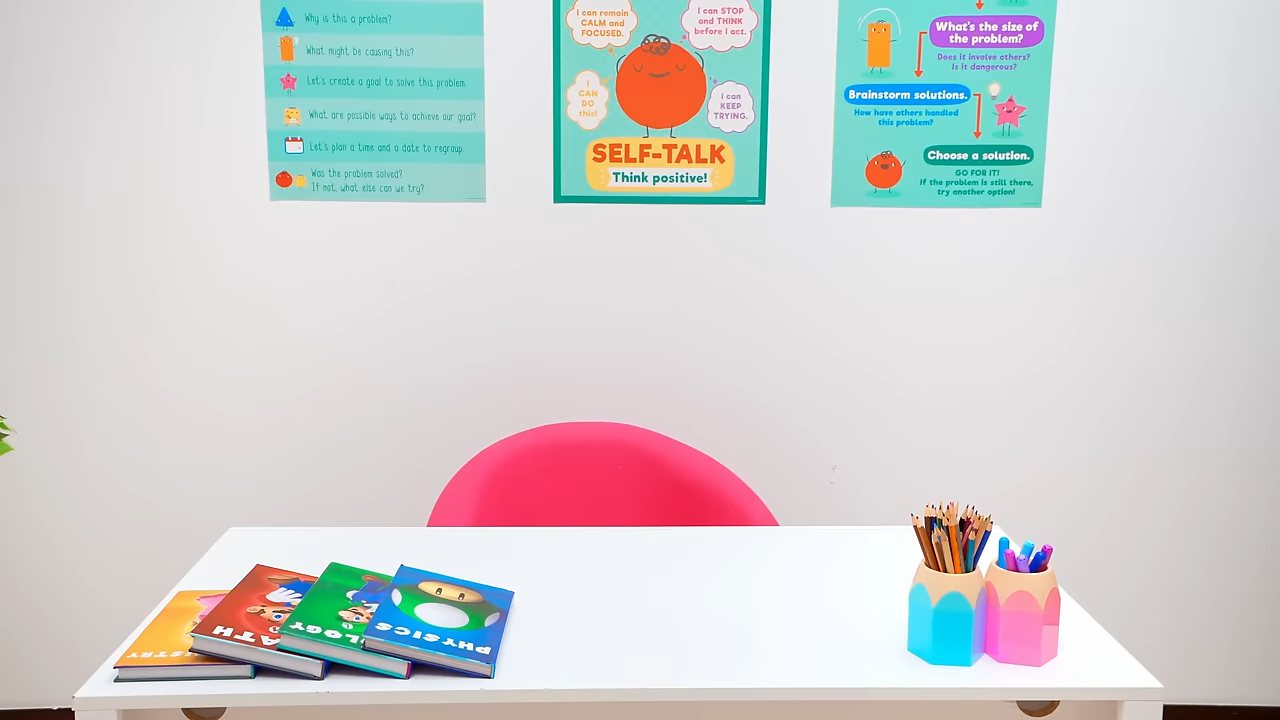 Why is this a problem?
What might be causing this?
Let's create a goal to solve this problem.
What are possible ways to achieve our goal?
Let's plan a time and a date to regroup.
Was the problem solved?
If not, what else can we try?
I can remain
CALM and
FOCUSED.
I can STOP
and THINK
before I act.
I
CAN
DO
this!
I can
KEEP
TRYING.
SELF-TALK
Think positive!
What's the size of
the problem?
Does it involve others?
Is it dangerous?
Brainstorm solutions.
How have others handled
this problem?
Choose a solution.
GO FOR IT!
If the problem is still there,
try another option!
STRY
ATH
LOGY
PHYSICS